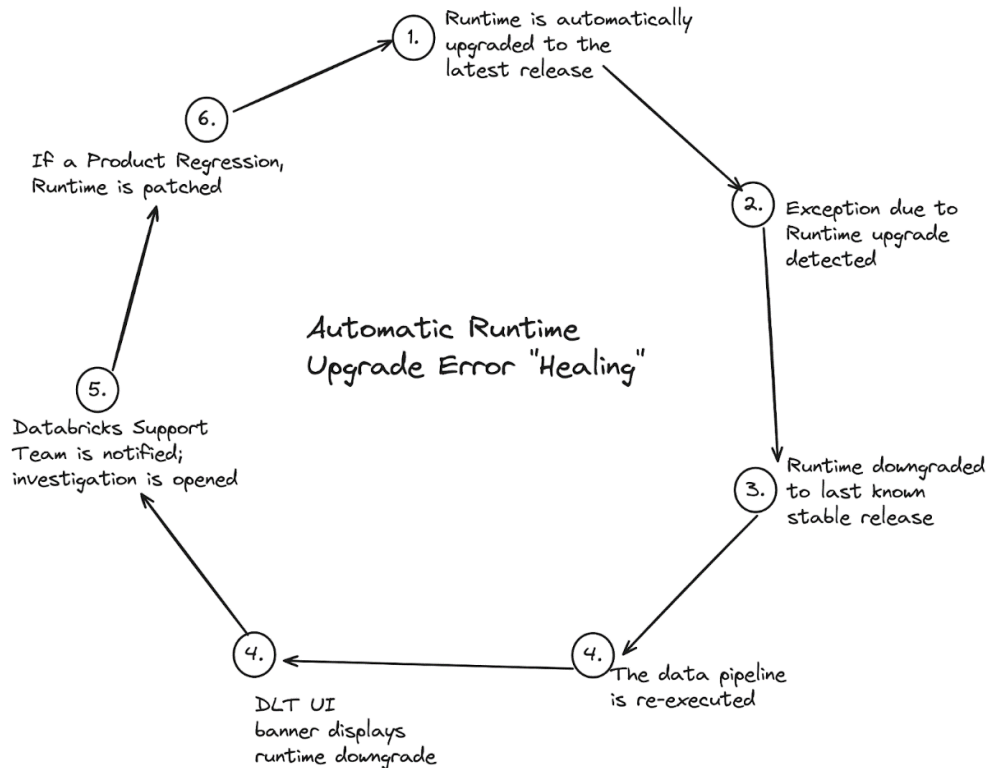 1.
Runtime is automatically
upgraded to the
latest release
2.
Exception due to
Runtime upgrade
detected
3.
Runtime downgraded
to last known
stable release
4.
The data pipeline
is re-executed
4.
DLT UI
banner displays
runtime downgrade
5.
Databricks Support
Team is notified;
investigation is opened
6.
If a Product Regression,
Runtime is patched
Automatic Runtime
Upgrade Error "Healing"